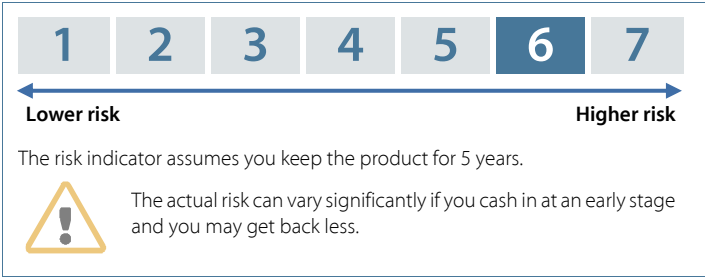 1 2 3 4 5 6 7
Lower risk Higher risk
The risk indicator assumes you keep the product for 5 years.
The actual risk can vary significantly if you cash in at an early stage
and you may get back less.